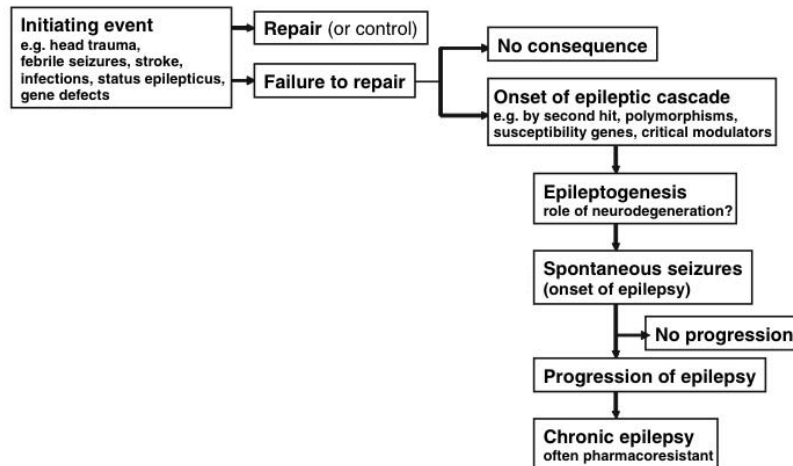 Initiating event
e.g. head trauma,
febrile seizures, stroke,
infections, status epilepticus,
gene defects
Repair (or control)
Failure to repair
No consequence
Onset of epileptic cascade
e.g. by second hit, polymorphisms,
susceptibility genes, critical modulators
Epileptogenesis
role of neurodegeneration?
Spontaneous seizures
(onset of epilepsy)
No progression
Progression of epilepsy
Chronic epilepsy
often pharmacoresistant